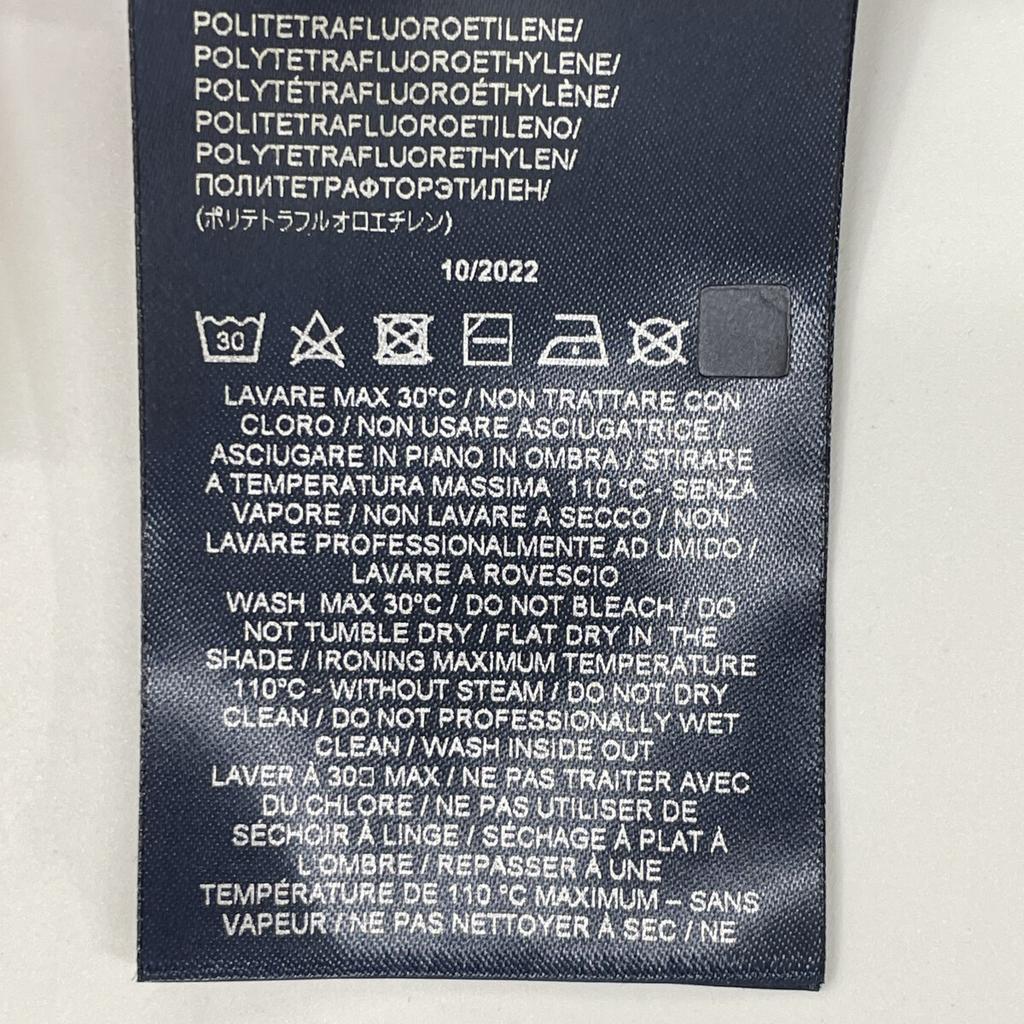 POLITETRAFLUOROETILENE/
POLYTETRAFLUOROETHYLENE/
POLYTÉTRAFLUOROÉTHYLÈNE/
POLITETRAFLUOROETILENO/
POLYTETRAFLUORETHYLEN/
ПОЛИТЕТРАФТОРЭТИЛЕН/
(ポリテトラフルオロエチレン)
10/2022
30
LAVARE MAX 30°C / NON TRATTARE CON
CLORO / NON USARE ASCIUGATRICE /
ASCIUGARE IN PIANO IN OMBRA / STIRARE
A TEMPERATURA MASSIMA 110 °C - SENZA
VAPORE / NON LAVARE A SECCO / NON
LAVARE PROFESSIONALMENTE AD UMIDO /
LAVARE A ROVESCIO
WASH MAX 30°C / DO NOT BLEACH / DO
NOT TUMBLE DRY / FLAT DRY IN THE
SHADE / IRONING MAXIMUM TEMPERATURE
110°C - WITHOUT STEAM / DO NOT DRY
CLEAN / DO NOT PROFESSIONALLY WET
CLEAN / WASH INSIDE OUT
LAVER À 30□ MAX / NE PAS TRAITER AVEC
DU CHLORE / NE PAS UTILISER DE
SÉCHOIR À LINGE / SÉCHAGE À PLAT À
L'OMBRE / REPASSER À UNE
TEMPÉRATURE DE 110 °C MAXIMUM – SANS
VAPEUR / NE PAS NETTOYER À SEC / NE